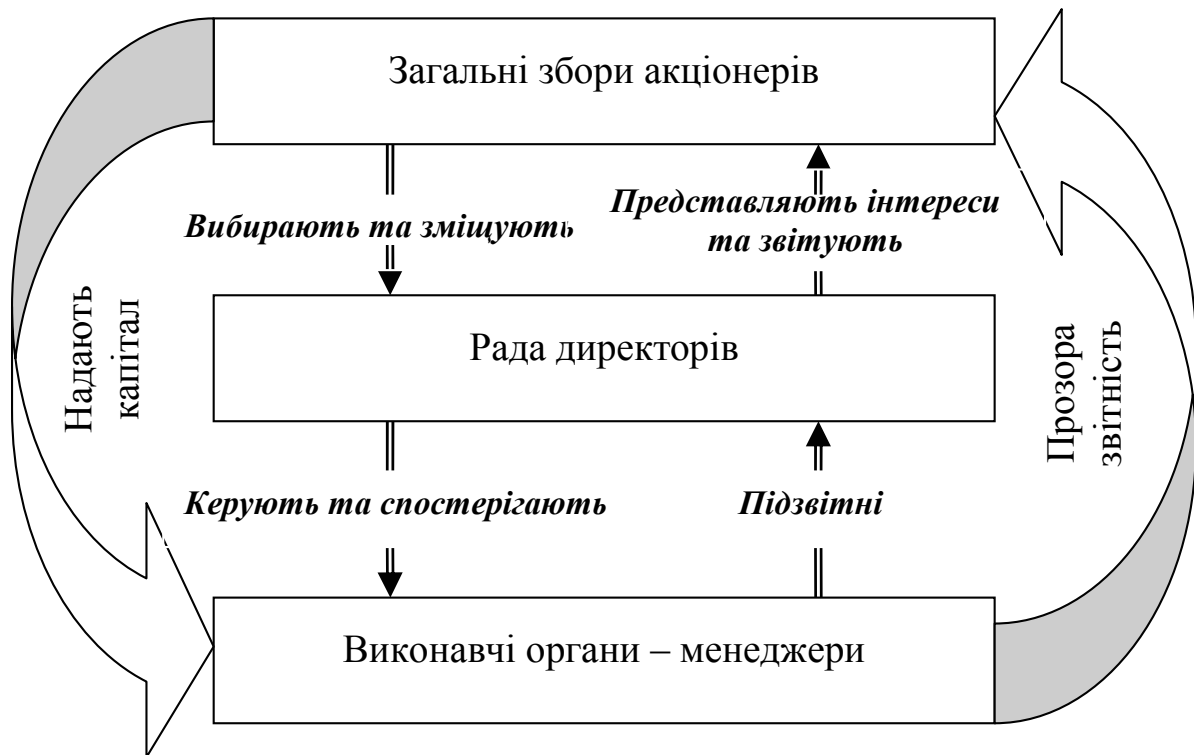 Загальні збори акціонерів
Вибирають та зміщують
Представляють інтереси
та звітують
Надають
капітал
Рада директорів
Прозора
звітність
Керують та спостерігають
Підзвітні
Виконавчі органи – менеджери